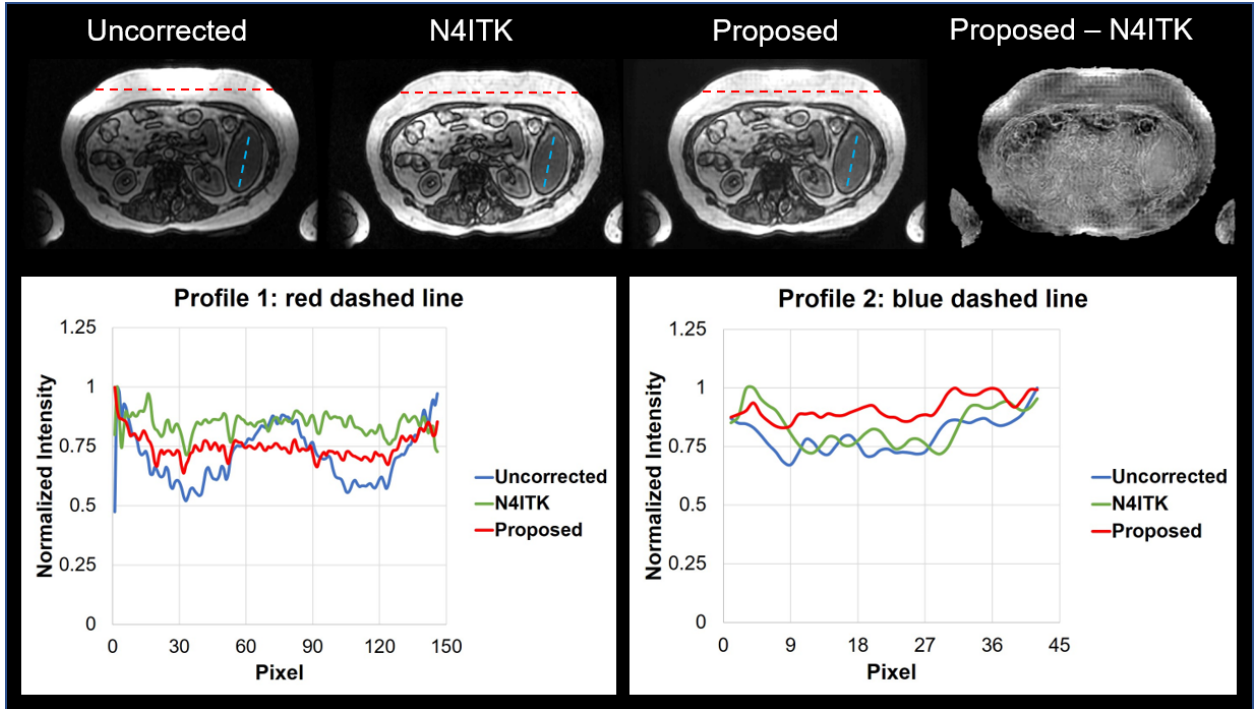 Uncorrected N4ITK Proposed Proposed – N4ITK
Profile 1: red dashed line
Normalized Intensity
1.25
1
0.75
0.5
0.25
0
0 30 60 90 120 150
Pixel
Uncorrected
N4ITK
Proposed
Profile 2: blue dashed line
Normalized Intensity
1.25
1
0.75
0.5
0.25
0
0 9 18 27 36 45
Pixel
Uncorrected
N4ITK
Proposed